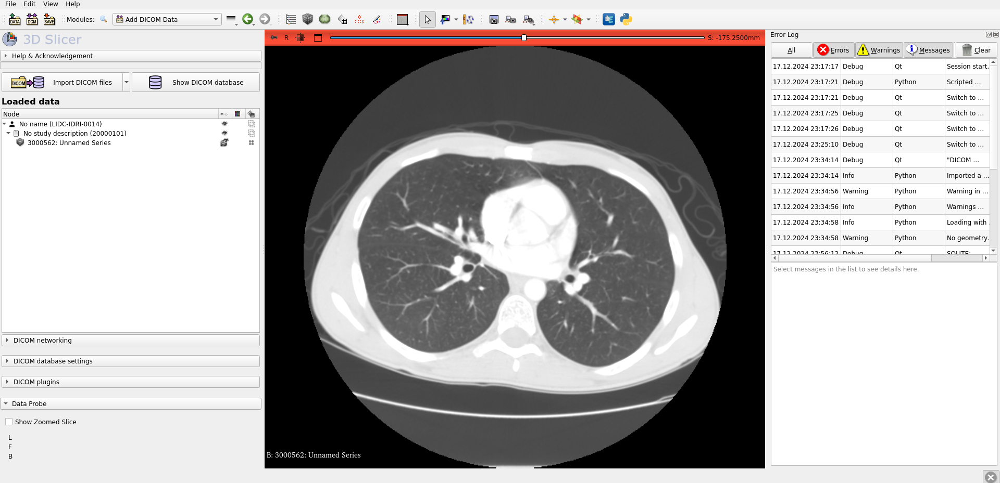 File Edit View Help
DATA DCM SAVE Modules: DCM Add DICOM Data
3D Slicer
Help & Acknowledgement
DICOM Import DICOM files Show DICOM database
Loaded data
Node
No name (LIDC-IDRI-0014)
No study description (20000101)
3000562: Unnamed Series
DICOM networking
DICOM database settings
DICOM plugins
Data Probe
Show Zoomed Slice
L
F
B
R S: -175.2500mm
B: 3000562: Unnamed Series
Error Log
All Errors Warnings Messages Clear
17.12.2024 23:17:17 Debug Qt Session start.
17.12.2024 23:17:21 Debug Python Scripted ...
17.12.2024 23:17:21 Debug Qt Switch to ...
17.12.2024 23:17:25 Debug Qt Switch to ...
17.12.2024 23:17:26 Debug Qt Switch to ...
17.12.2024 23:25:10 Debug Qt Switch to ...
17.12.2024 23:34:14 Debug Qt "DICOM ...
17.12.2024 23:34:14 Info Python Imported a ...
17.12.2024 23:34:56 Warning Python Warning in ...
17.12.2024 23:34:56 Info Python Warnings ...
17.12.2024 23:34:58 Info Python Loading with
17.12.2024 23:34:58 Warning Python No geometry.
17.12.2024 23:56:12 Debug Qt SQLITE:
Select messages in the list to see details here.